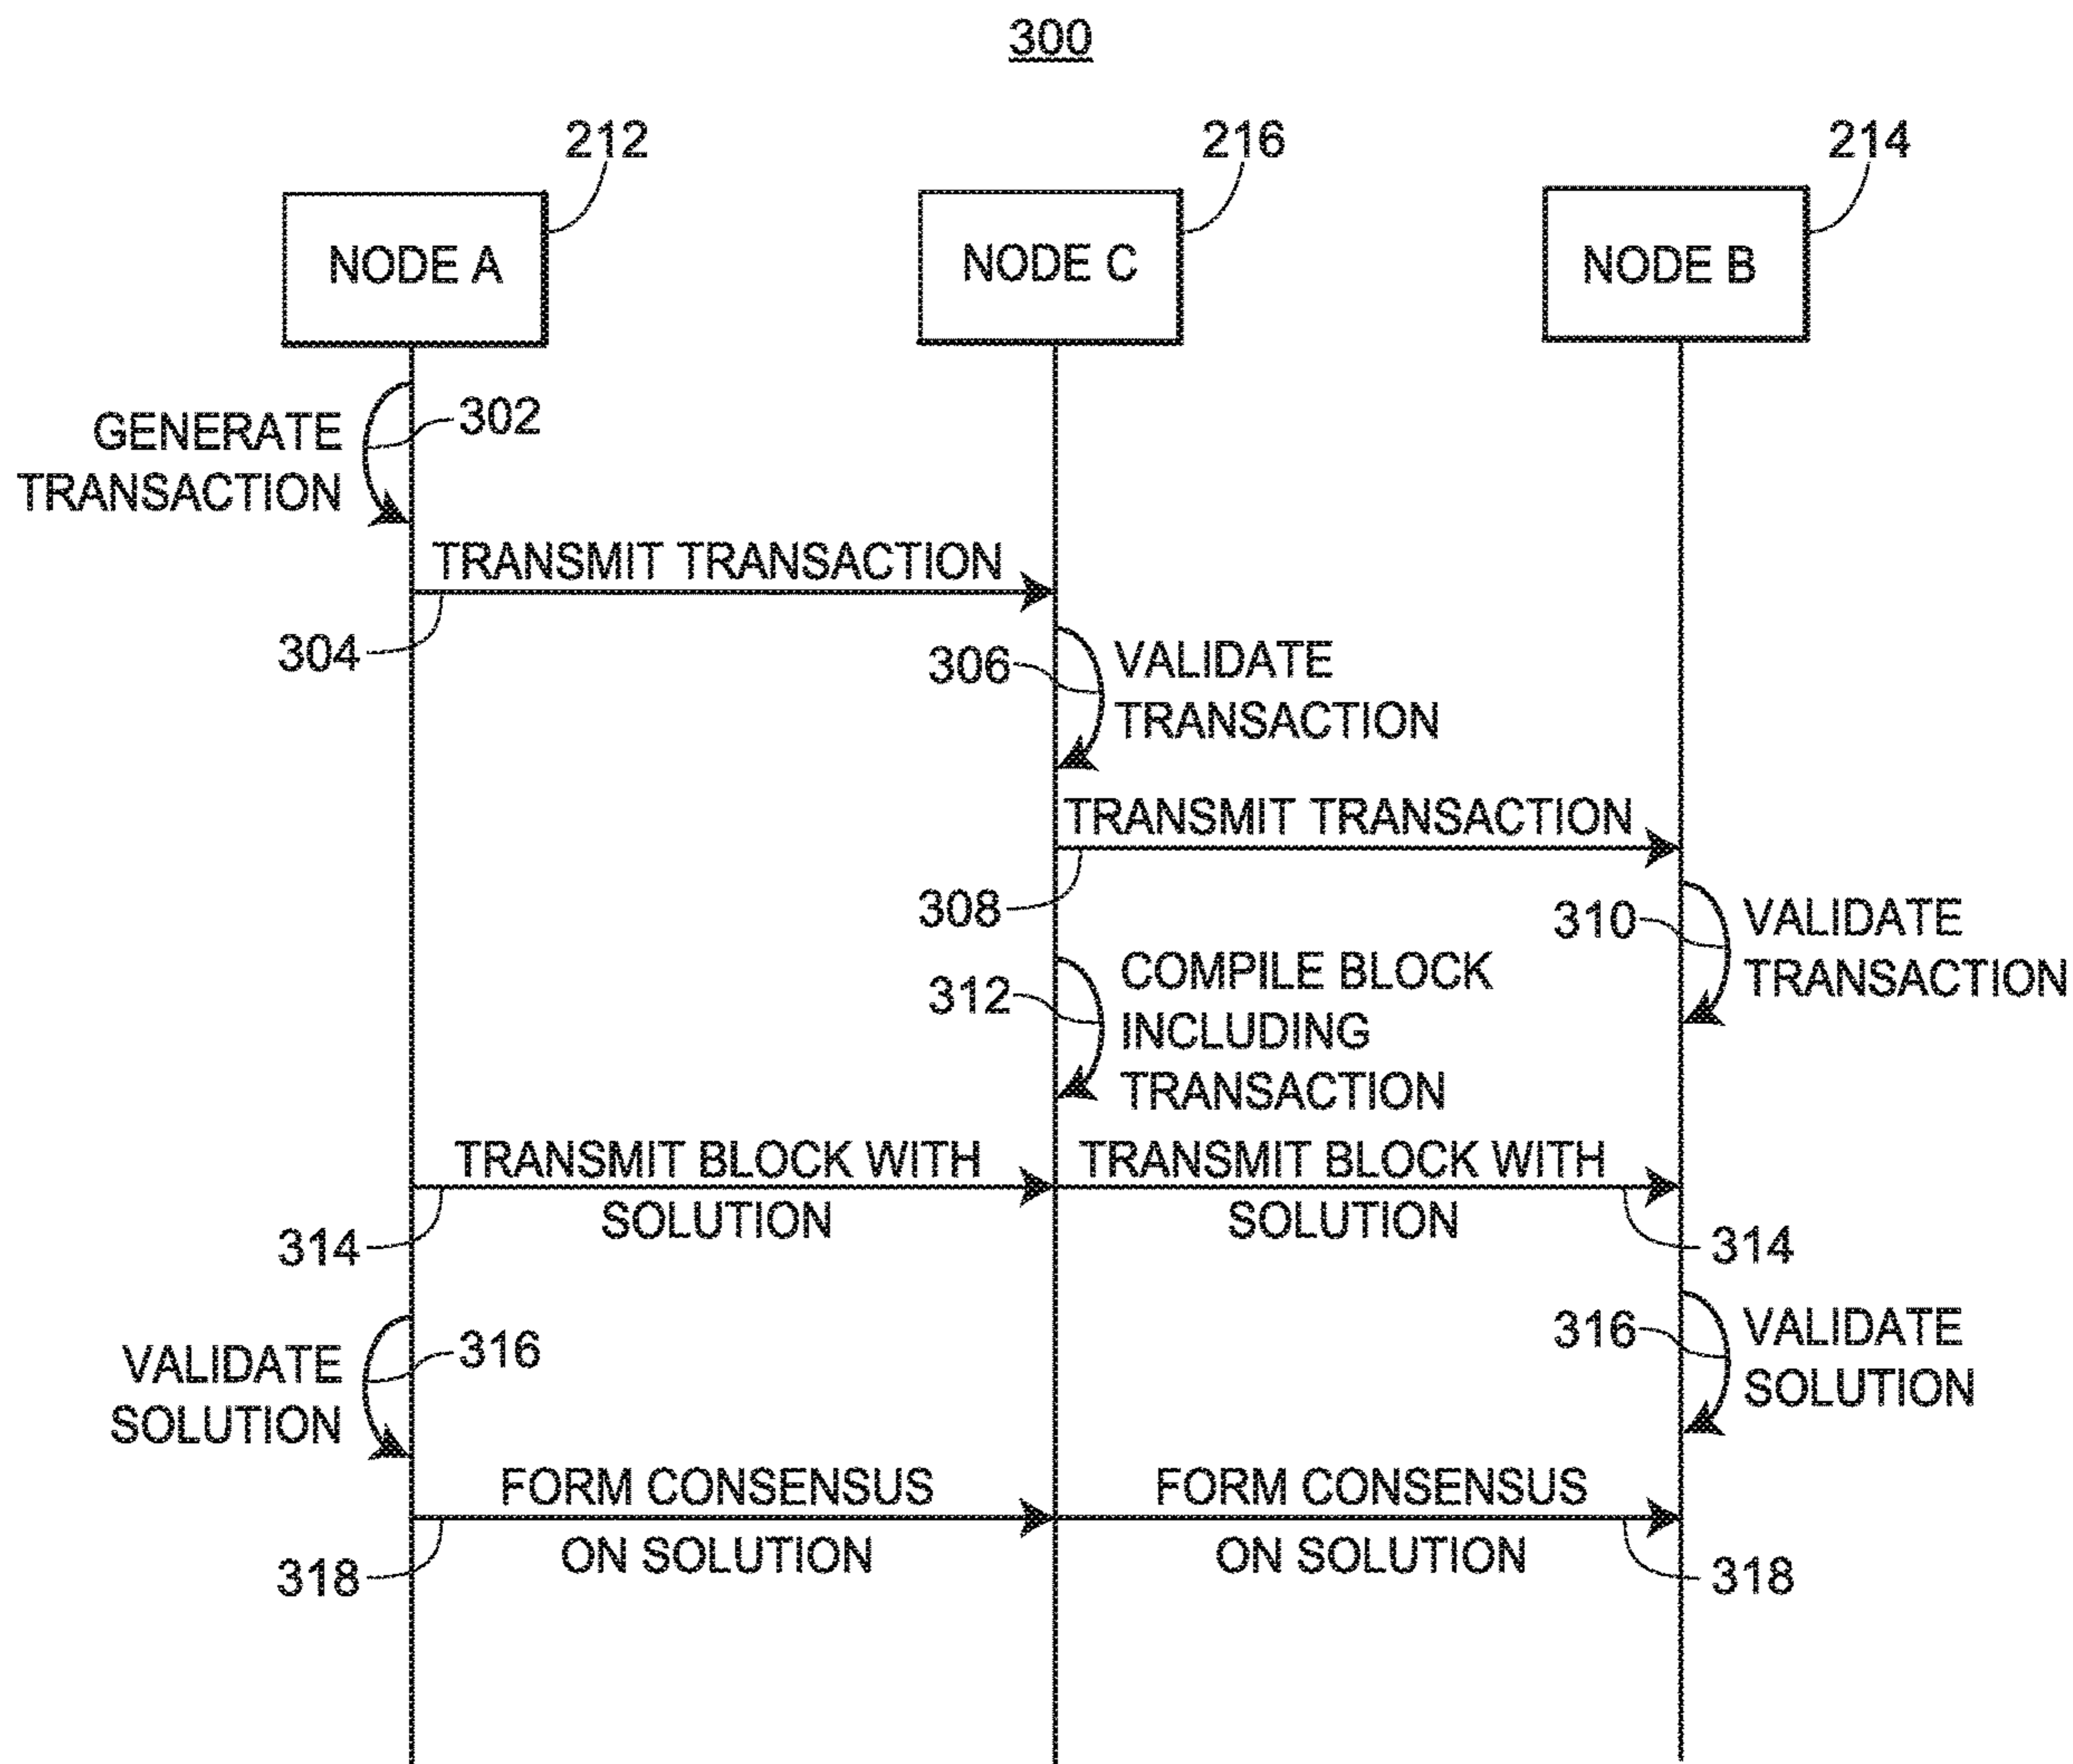 300
212
216
214
NODE A
NODE C
NODE B
GENERATE
TRANSACTION
302
TRANSMIT TRANSACTION
304
306
VALIDATE
TRANSACTION
TRANSMIT TRANSACTION
308
310
VALIDATE
TRANSACTION
312
COMPILE BLOCK
INCLUDING
TRANSACTION
TRANSMIT BLOCK WITH
SOLUTION
TRANSMIT BLOCK WITH
SOLUTION
314
314
VALIDATE
SOLUTION
316
316
VALIDATE
SOLUTION
FORM CONSENSUS
ON SOLUTION
FORM CONSENSUS
ON SOLUTION
318
318